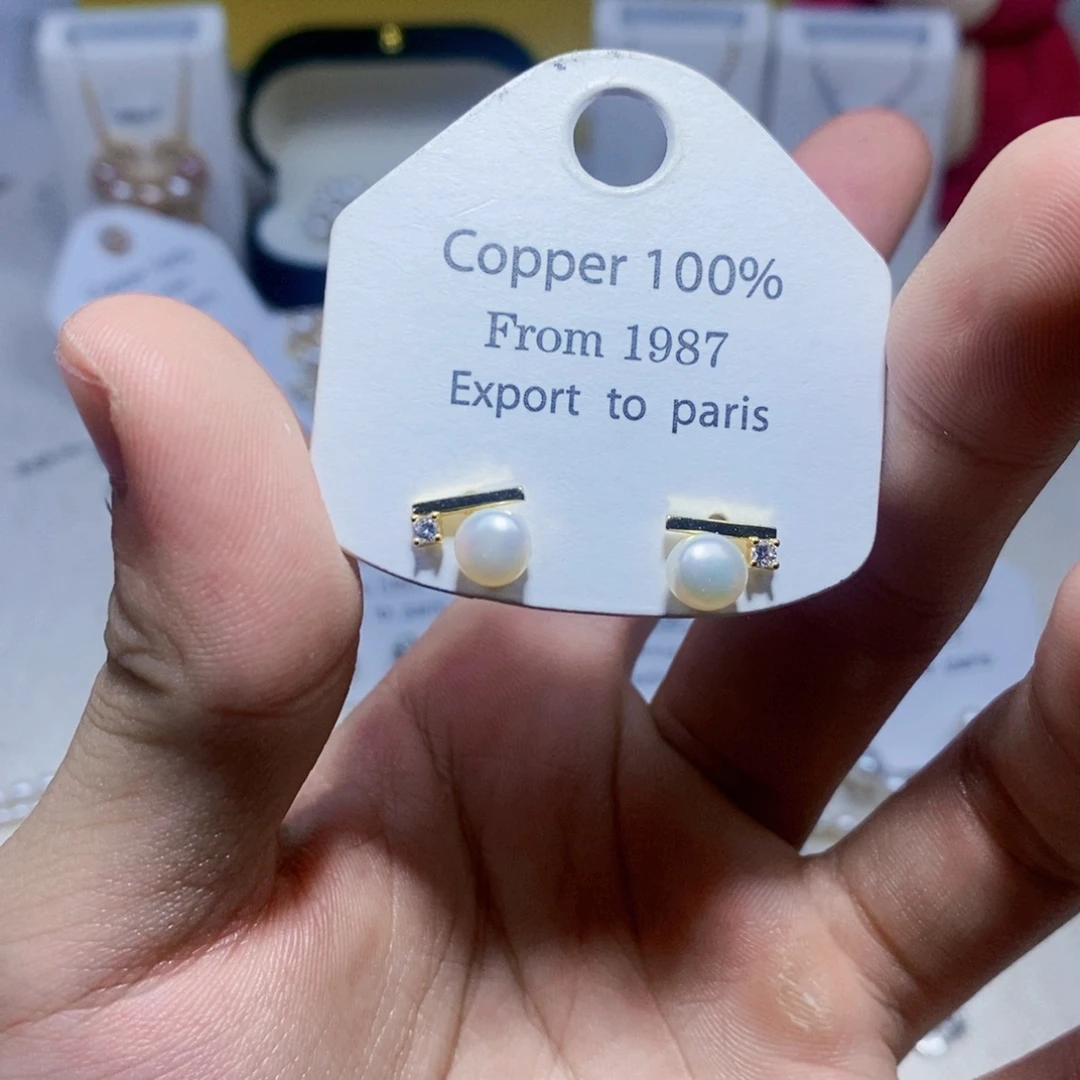 Copper 100%
From 1987
Export to paris